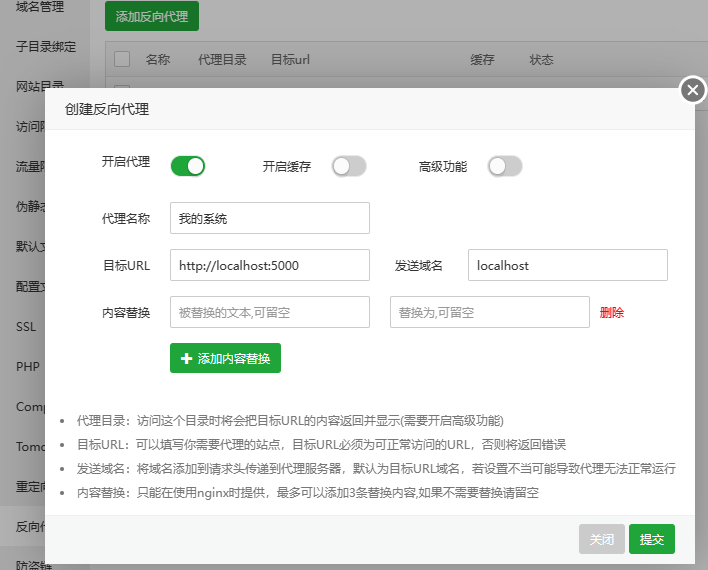 域名管理
添加反向代理
子目录绑定
名称 代理目录 目标url 缓存 状态
网站目录
创建反向代理
访问
开启代理 开启缓存 高级功能
流量
伪静
代理名称 我的系统
默认
目标URL http://localhost:5000 发送域名 localhost
配置
内容替换 被替换的文本,可留空 替换为,可留空 删除
SSL
添加内容替换
PHP
Comp
代理目录：访问这个目录时将会把目标URL的内容返回并显示(需要开启高级功能)
Tomo
目标URL：可以填写你需要代理的站点，目标URL必须为可正常访问的URL，否则将返回错误
发送域名：将域名添加到请求头传递到代理服务器，默认为目标URL域名，若设置不当可能导致代理无法正常运行
重定
内容替换：只能在使用nginx时提供，最多可以添加3条替换内容,如果不需要替换请留空
反向
关闭 提交
防盗链